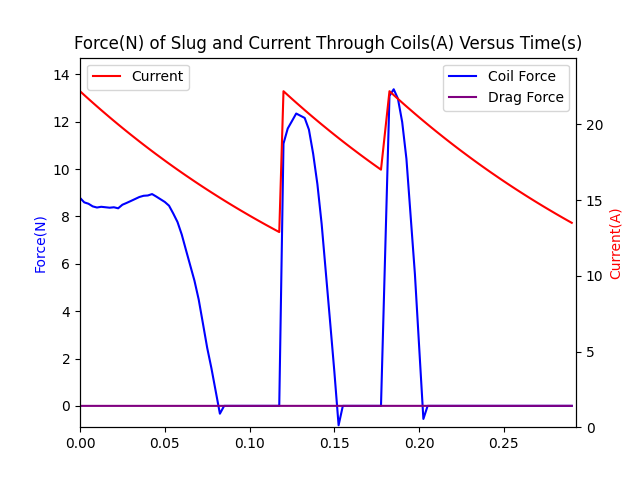 Force(N) of Slug and Current Through Coils(A) Versus Time(s)
Current
Coil Force
Drag Force
14
12
10
8
6
4
2
0
Force(N)
20
15
10
5
0
Current(A)
0.00 0.05 0.10 0.15 0.20 0.25